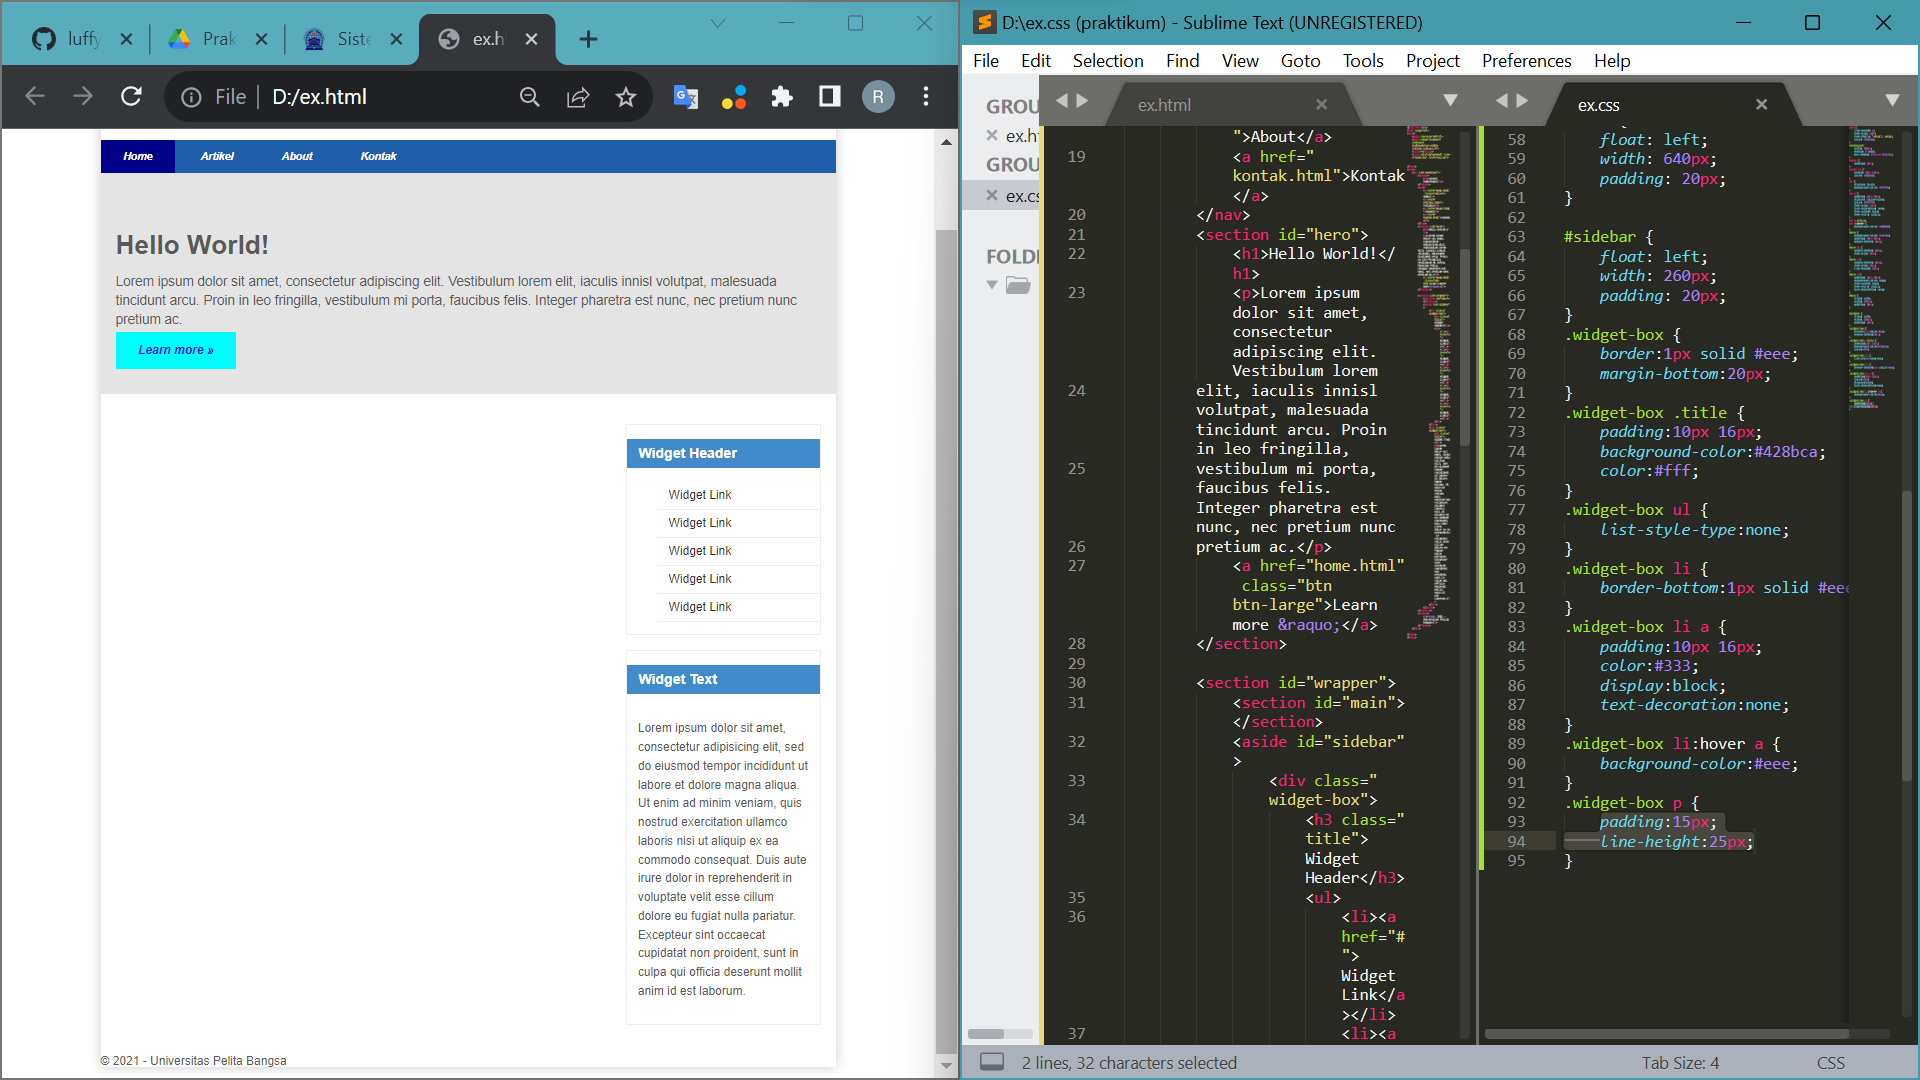 luffy
Prak
Siste
ex.h
File
D:/ex.html
R
Home
Artikel
About
Kontak
Hello World!
Lorem ipsum dolor sit amet, consectetur adipiscing elit. Vestibulum lorem elit, iaculis innisl volutpat, malesuada
tincidunt arcu. Proin in leo fringilla, vestibulum mi porta, faucibus felis. Integer pharetra est nunc, nec pretium nunc
pretium ac.
Learn more »
Widget Header
Widget Link
Widget Link
Widget Link
Widget Link
Widget Link
Widget Text
Lorem ipsum dolor sit amet,
consectetur adipisicing elit, sed
do eiusmod tempor incididunt ut
labore et dolore magna aliqua.
Ut enim ad minim veniam, quis
nostrud exercitation ullamco
laboris nisi ut aliquip ex ea
commodo consequat. Duis aute
irure dolor in reprehenderit in
voluptate velit esse cillum
dolore eu fugiat nulla pariatur.
Excepteur sint occaecat
cupidatat non proident, sunt in
culpa qui officia deserunt mollit
anim id est laborum.
© 2021 - Universitas Pelita Bangsa
D:\ex.css (praktikum) - Sublime Text (UNREGISTERED)
File Edit Selection Find View Goto Tools Project Preferences Help
GROU
ex.h
GROU
ex.cs
FOLD
ex.html
">About</a>
19 <a href="
kontak.html">Kontak
</a>
20 </nav>
21 <section id="hero">
22 <h1>Hello World!</
h1>
23 <p>Lorem ipsum
dolor sit amet,
consectetur
adipiscing elit.
Vestibulum lorem
24 elit, iaculis innisl
volutpat, malesuada
tincidunt arcu. Proin
in leo fringilla,
25 vestibulum mi porta,
faucibus felis.
Integer pharetra est
nunc, nec pretium nunc
26 pretium ac.</p>
27 <a href="home.html"
class="btn
btn-large">Learn
more &raquo;</a>
28 </section>
29
30 <section id="wrapper">
31 <section id="main">
</section>
32 <aside id="sidebar"
>
33 <div class="
widget-box">
34 <h3 class="
title">
Widget
Header</h3>
35 <ul>
36 <li><a
href="#
">
Widget
Link</a
></li>
37 <li><a
ex.css
58 float: left;
59 width: 640px;
60 padding: 20px;
61 }
62
63 #sidebar {
64 float: left;
65 width: 260px;
66 padding: 20px;
67 }
68 .widget-box {
69 border:1px solid #eee;
70 margin-bottom:20px;
71 }
72 .widget-box .title {
73 padding:10px 16px;
74 background-color:#428bca;
75 color:#fff;
76 }
77 .widget-box ul {
78 list-style-type:none;
79 }
80 .widget-box li {
81 border-bottom:1px solid #eee
82 }
83 .widget-box li a {
84 padding:10px 16px;
85 color:#333;
86 display:block;
87 text-decoration:none;
88 }
89 .widget-box li:hover a {
90 background-color:#eee;
91 }
92 .widget-box p {
93 padding:15px;
94 line-height:25px;
95 }
2 lines, 32 characters selected
Tab Size: 4
CSS